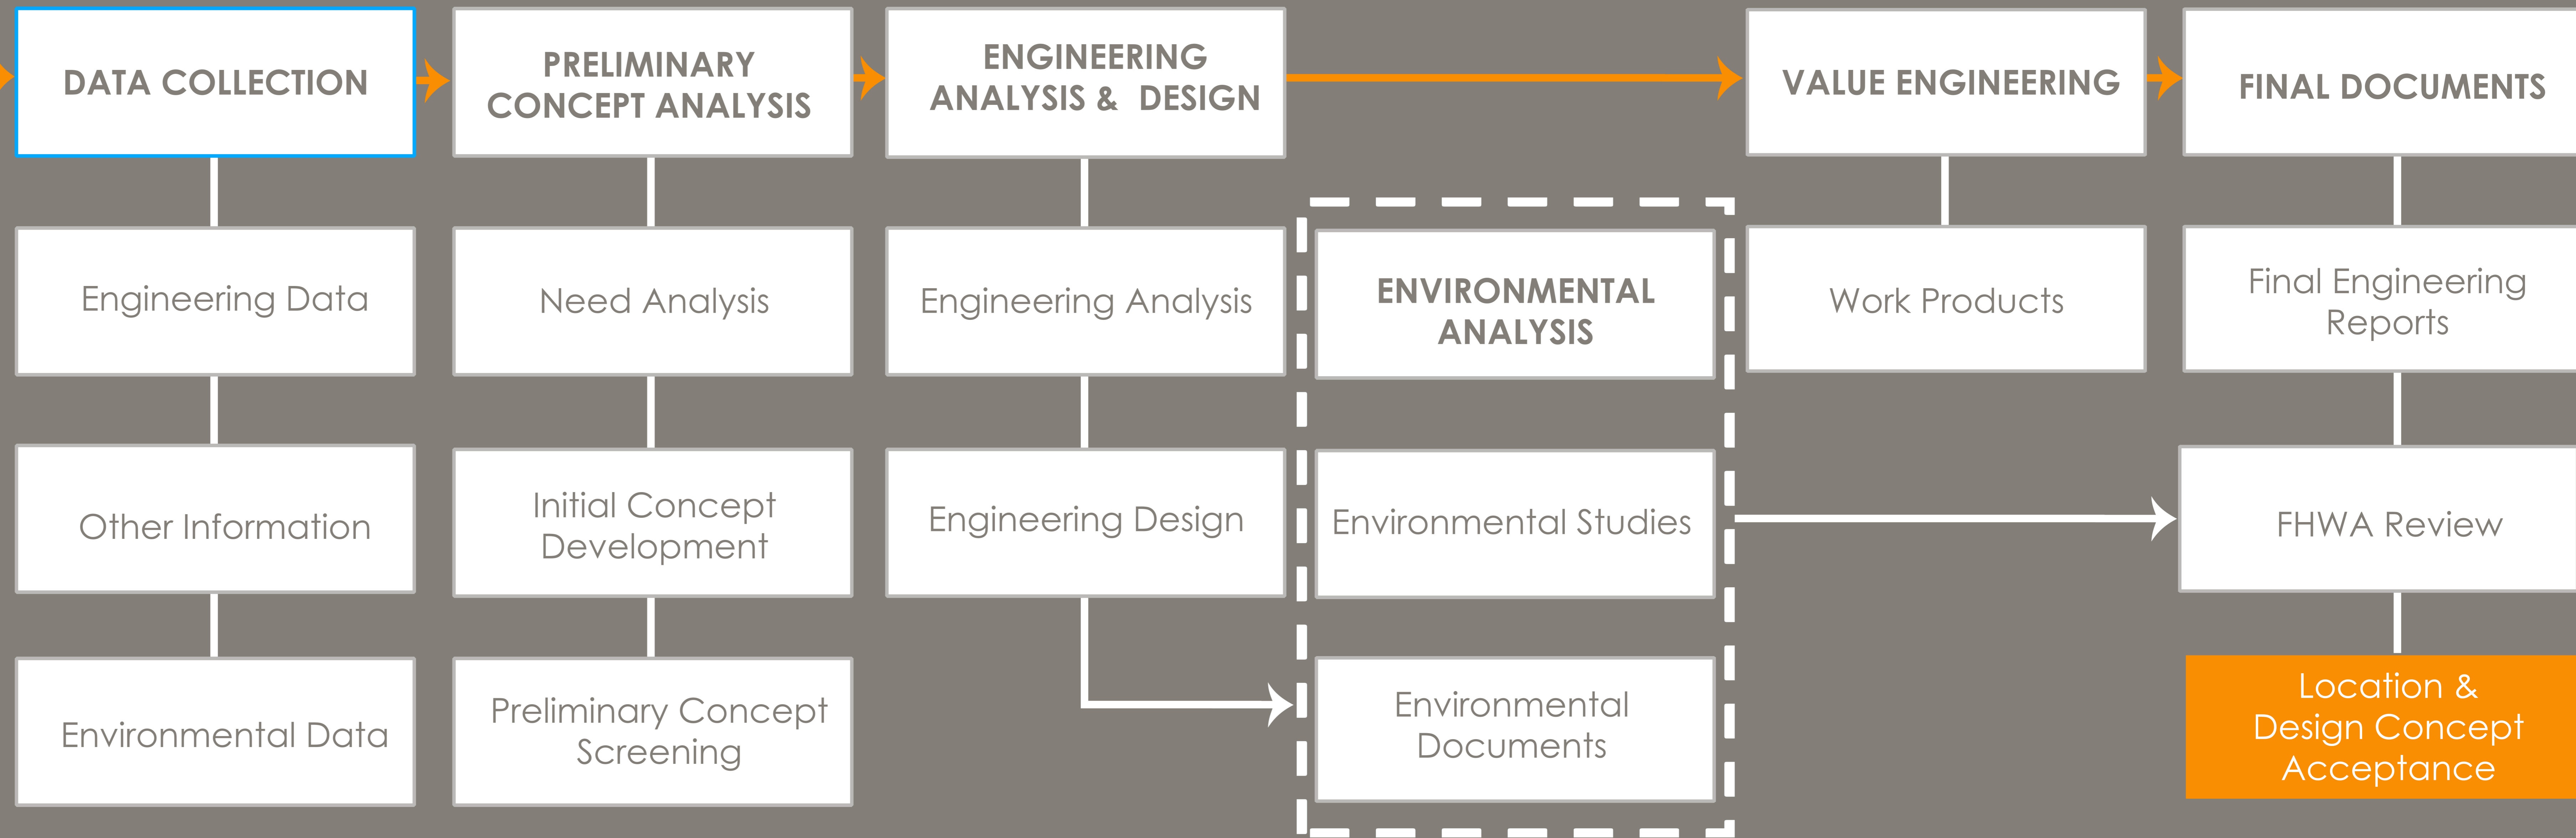 DATA COLLECTION
Engineering Data
Other Information
Environmental Data
PRELIMINARY
CONCEPT ANALYSIS
Need Analysis
Initial Concept
Development
Preliminary Concept
Screening
ENGINEERING
ANALYSIS & DESIGN
Engineering Analysis
Engineering Design
ENVIRONMENTAL
ANALYSIS
Environmental Studies
Environmental
Documents
VALUE ENGINEERING
Work Products
FINAL DOCUMENTS
Final Engineering
Reports
FHWA Review
Location &
Design Concept
Acceptance